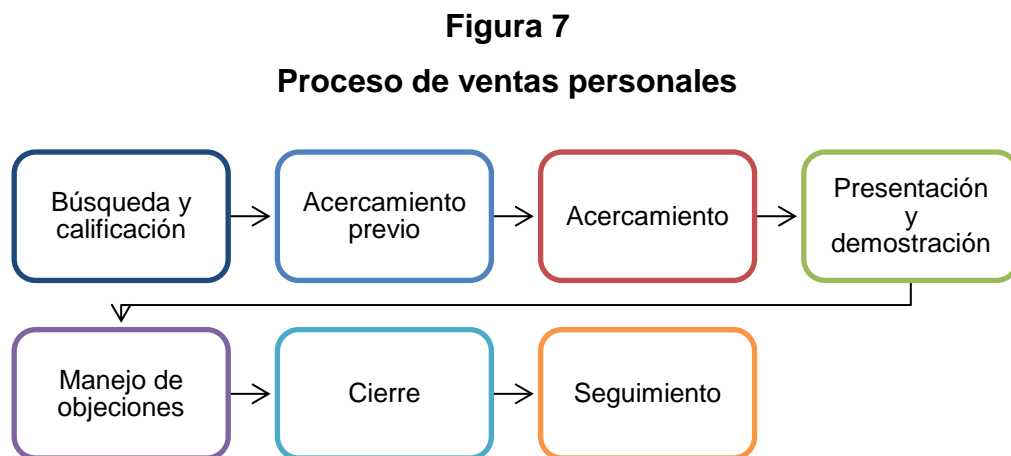 Figura 7
Proceso de ventas personales
Búsqueda y
calificación
Acercamiento
previo
Acercamiento
Presentación
y
demostración
Manejo de
objeciones
Cierre
Seguimiento